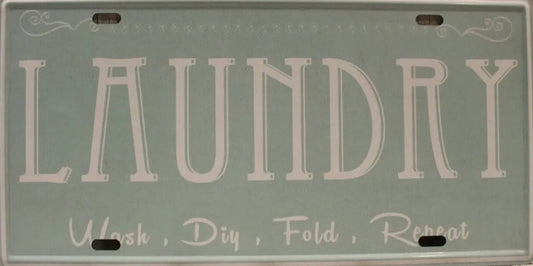 LAUNDRY
Wash , Diy , Fold , Repeat